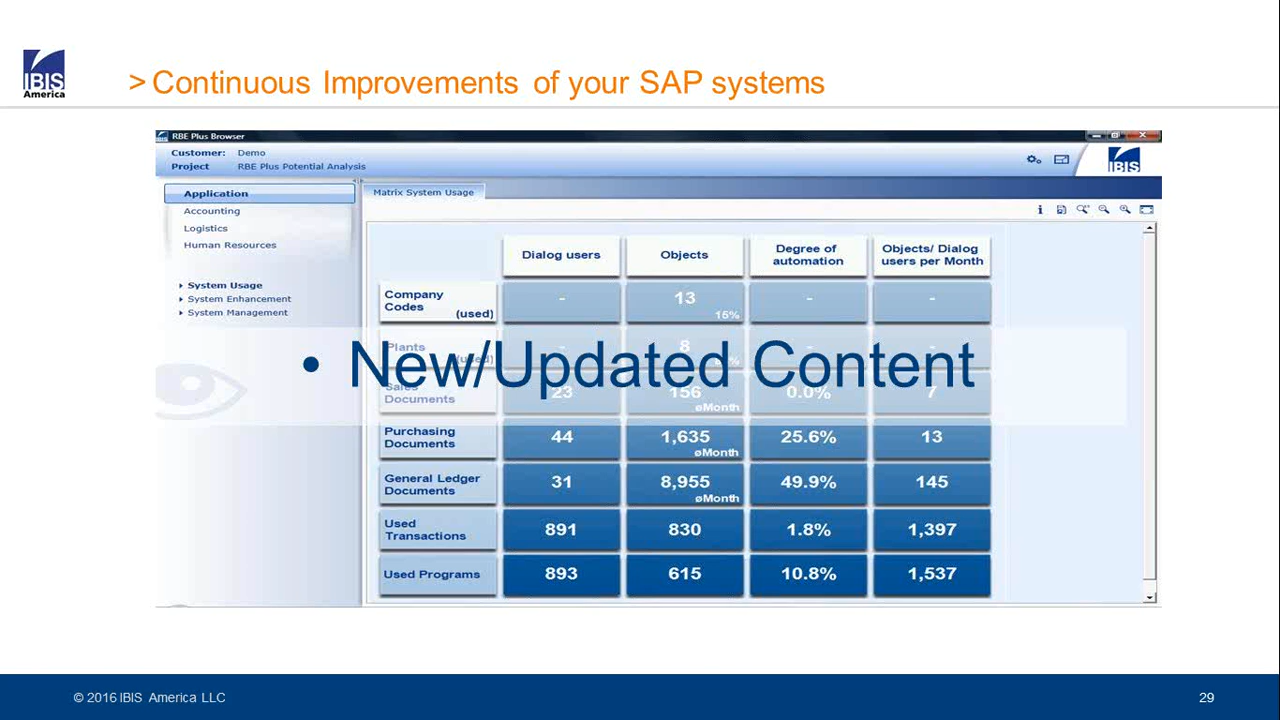 IBIS
America
> Continuous Improvements of your SAP systems
RBE Plus Browser
Customer: Demo
Project RBE Plus Potential Analysis
IBIS
Application
Accounting
Logistics
Human Resources
System Usage
System Enhancement
System Management
Matrix System Usage
Dialog users
Objects
Degree of
automation
Objects/ Dialog
users per Month
Company
Codes
(used)
-
13
-
-
Plants
(used)
-
8
-
-
• New/Updated Content
Sales
Documents
23
156
øMonth
0.0%
7
Purchasing
Documents
44
1,635
øMonth
25.6%
13
General Ledger
Documents
31
8,955
øMonth
49.9%
145
Used
Transactions
891
830
1.8%
1,397
Used Programs
893
615
10.8%
1,537
© 2016 IBIS America LLC
29